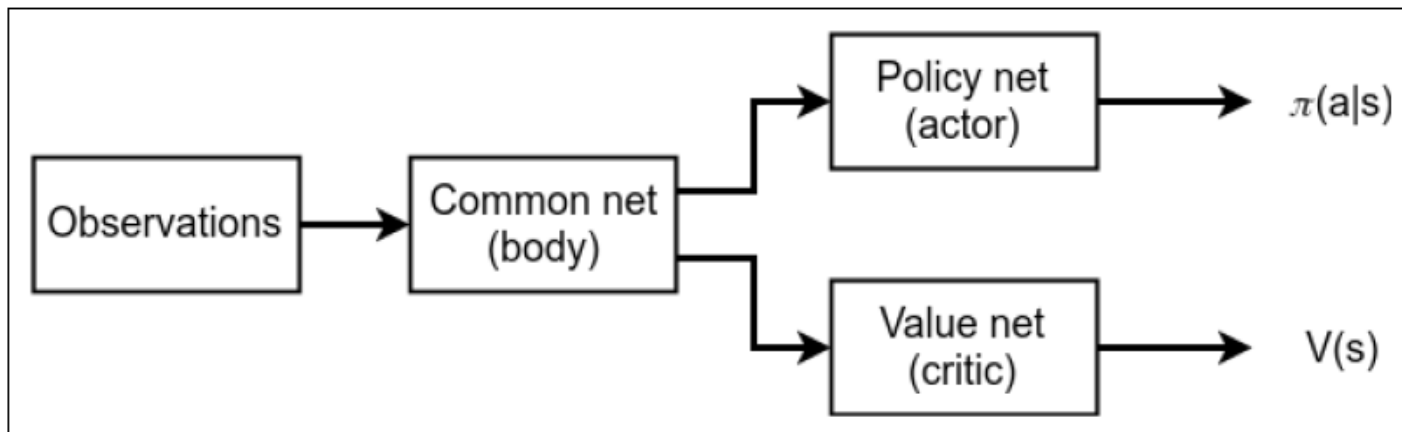 Observations
Common net
(body)
Policy net
(actor)
π(a|s)
Value net
(critic)
V(s)